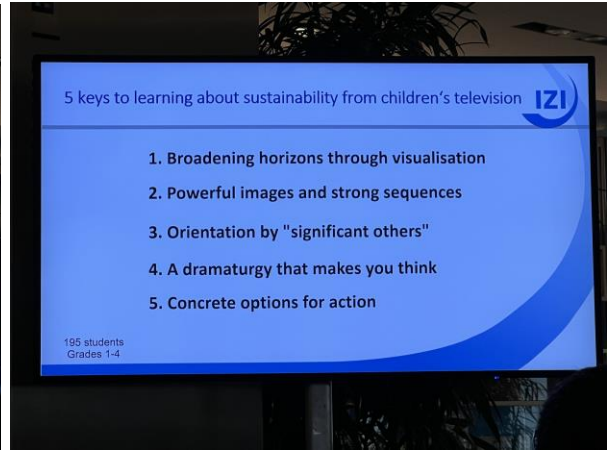 5 keys to learning about sustainability from children's television
IZI
1. Broadening horizons through visualisation
2. Powerful images and strong sequences
3. Orientation by "significant others"
4. A dramaturgy that makes you think
5. Concrete options for action
195 students
Grades 1-4